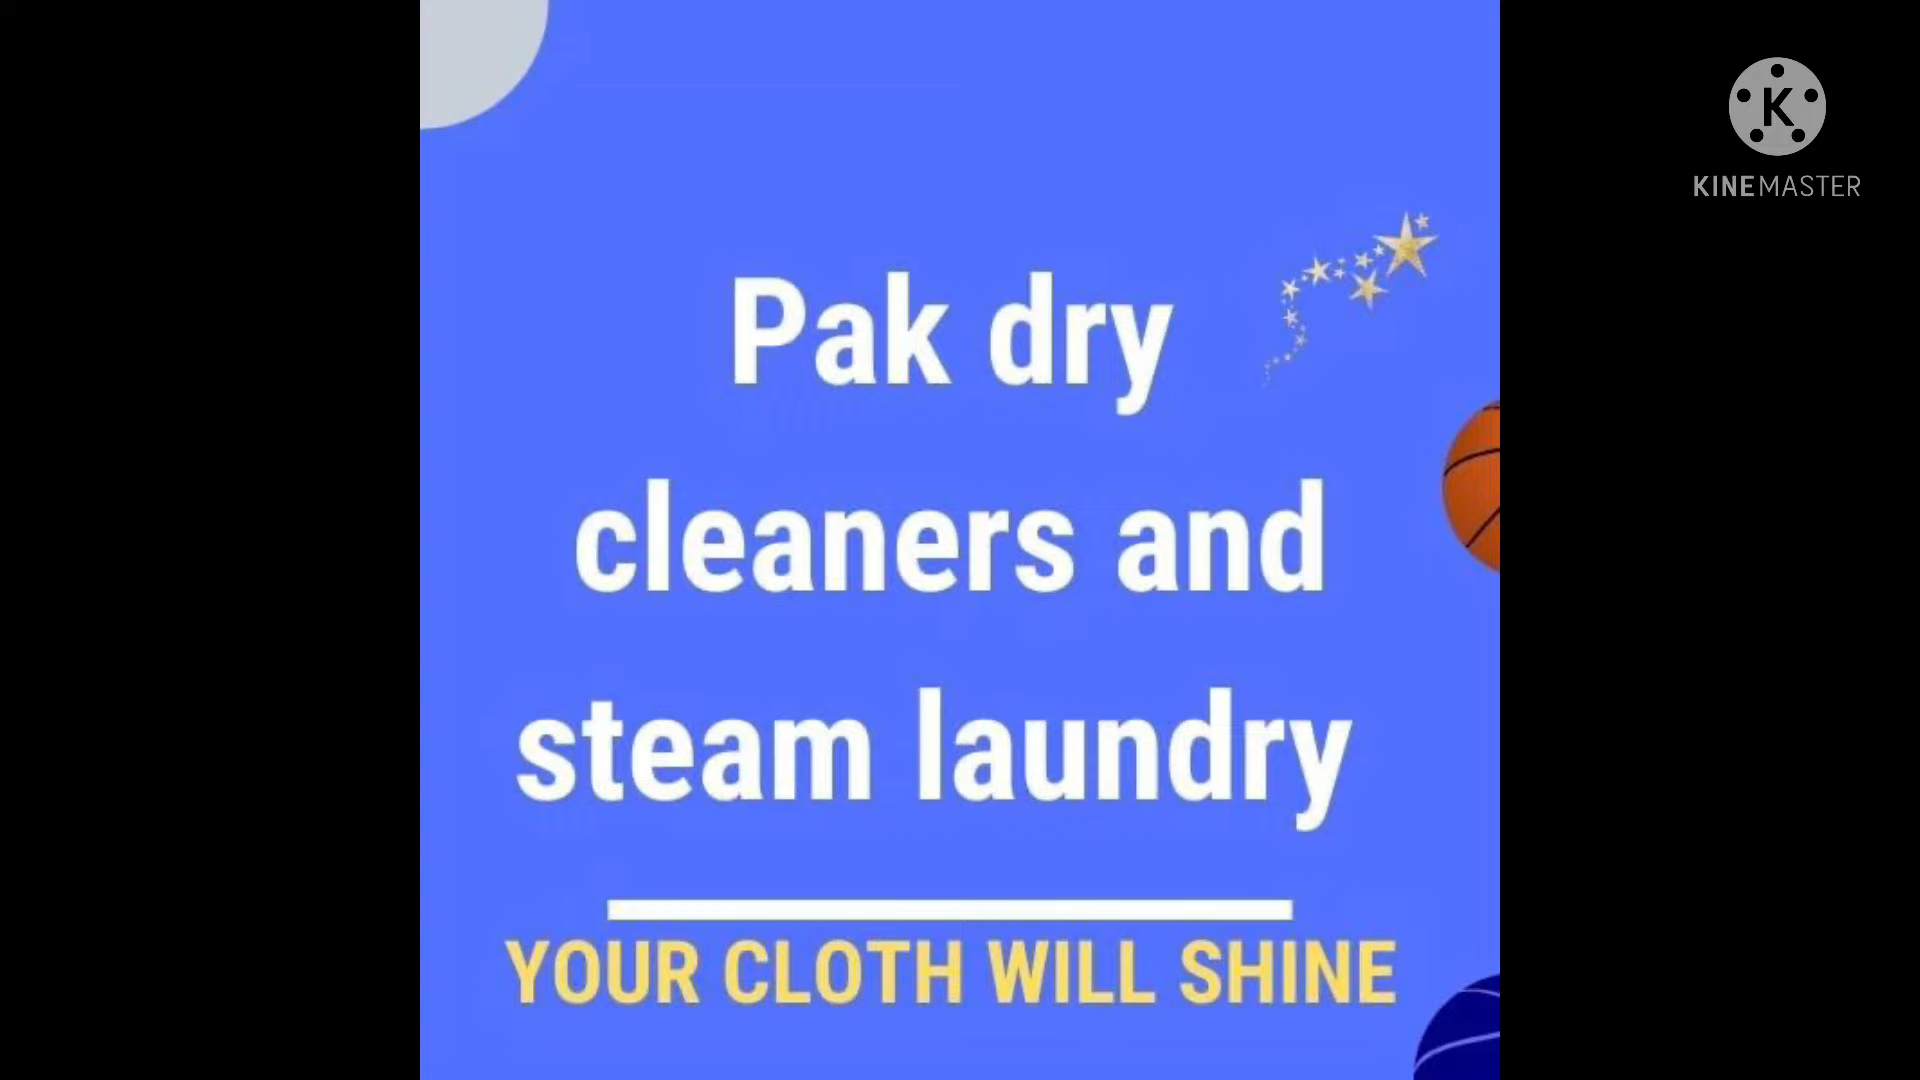 K
KINEMASTER
Pak dry
cleaners and
steam laundry
YOUR CLOTH WILL SHINE